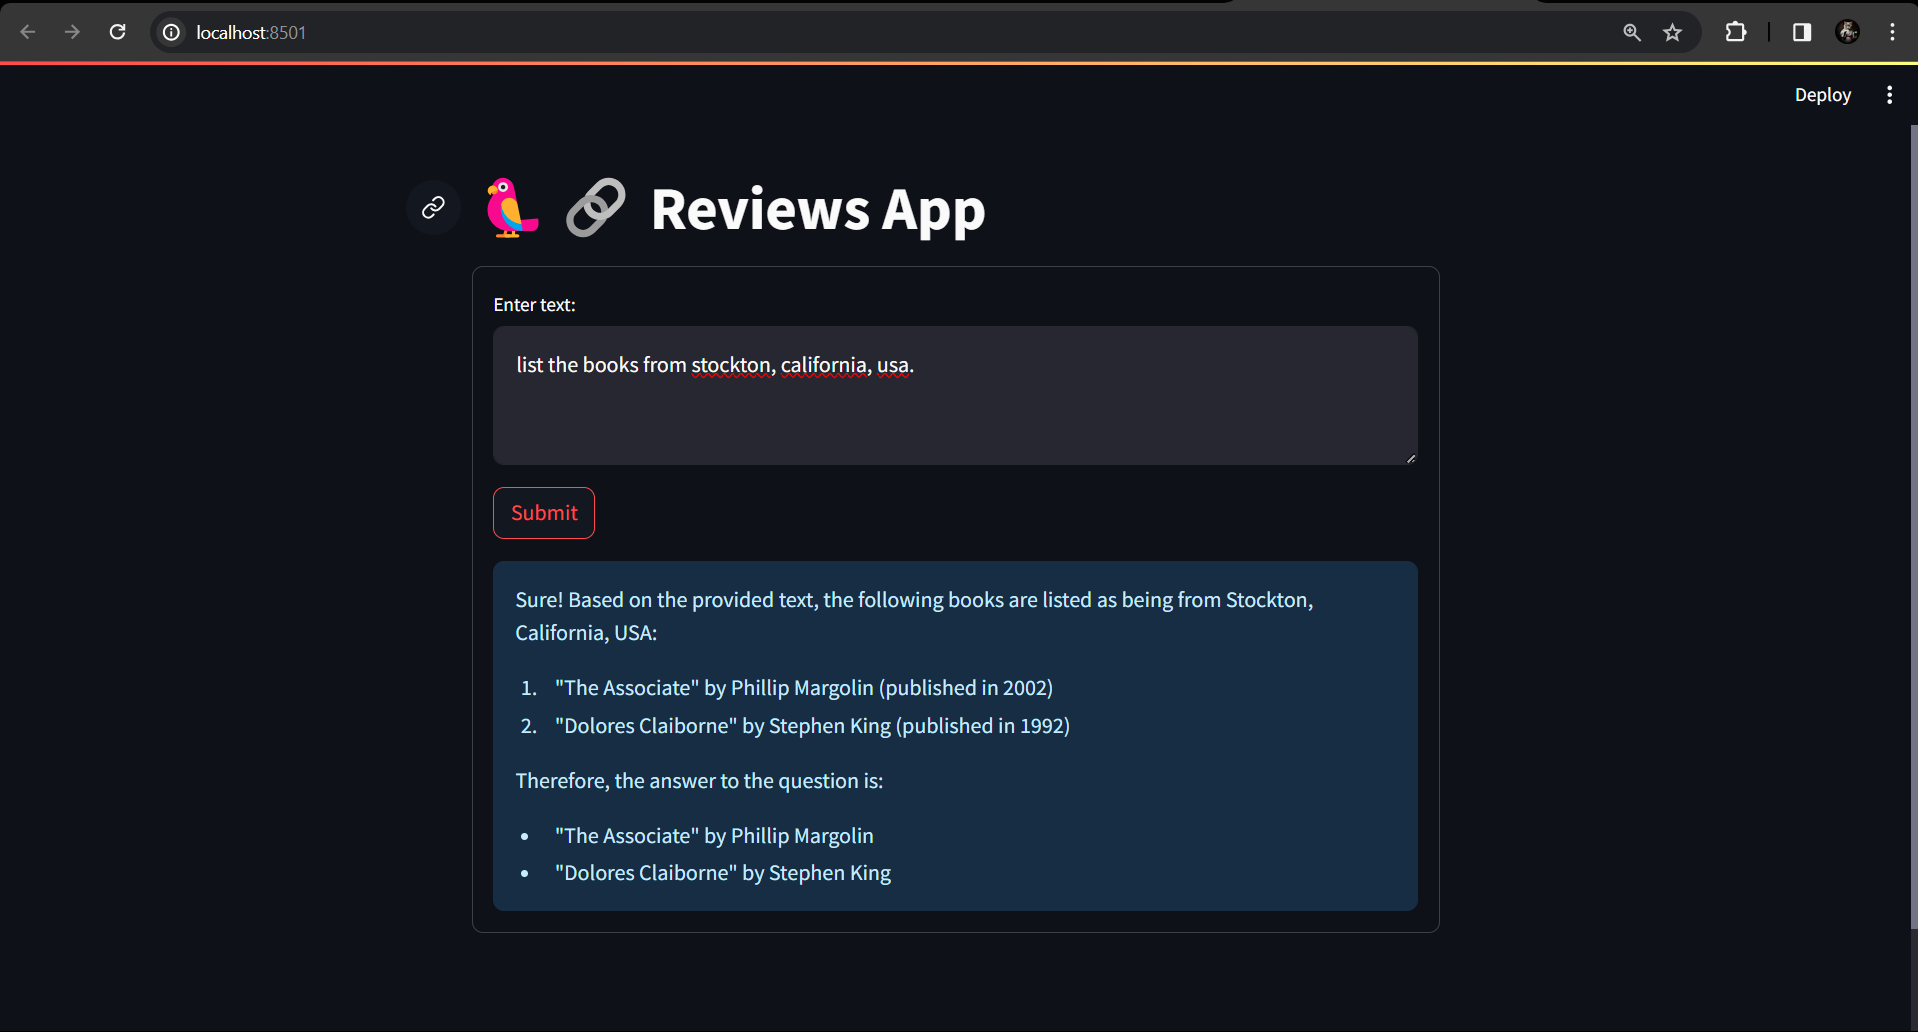 localhost:8501
Deploy
Reviews App
Enter text:
list the books from stockton, california, usa.
Submit
Sure! Based on the provided text, the following books are listed as being from Stockton,
California, USA:
1. "The Associate" by Phillip Margolin (published in 2002)
2. "Dolores Claiborne" by Stephen King (published in 1992)
Therefore, the answer to the question is:
• "The Associate" by Phillip Margolin
• "Dolores Claiborne" by Stephen King